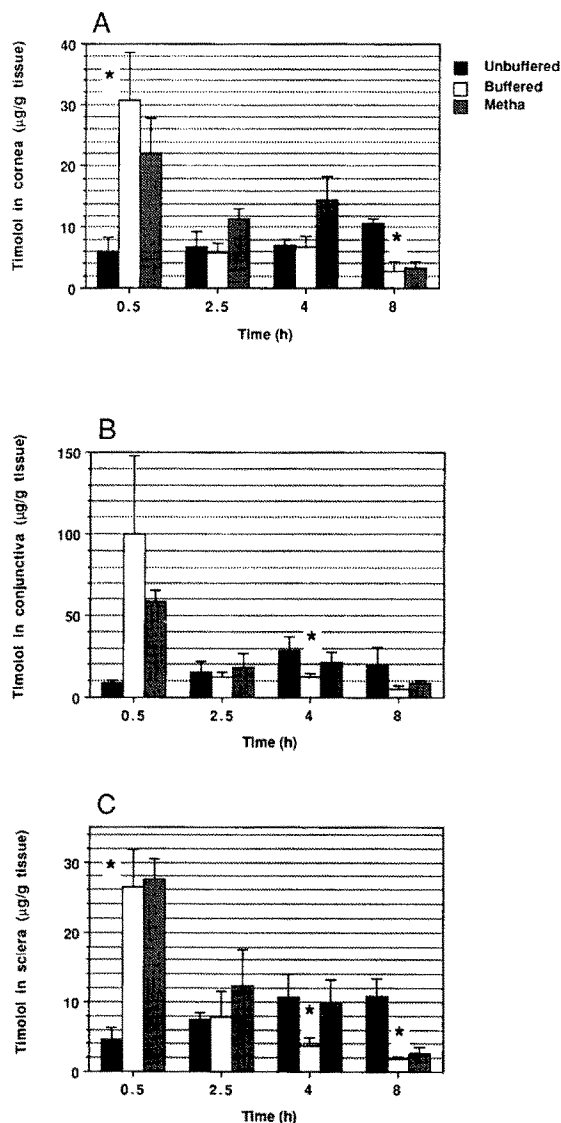 A
Timolol in cornea (µg/g tissue)
40
30
20
10
0
*
*
0.5 2.5 4 8
Time (h)
Unbuffered
Buffered
Metha
B
Timolol in conjunctiva (µg/g tissue)
150
100
50
0
*
0.5 2.5 4 8
Time (h)
C
Timolol in sclera (µg/g tissue)
30
20
10
0
*
*
*
0.5 2.5 4 8
Time (h)